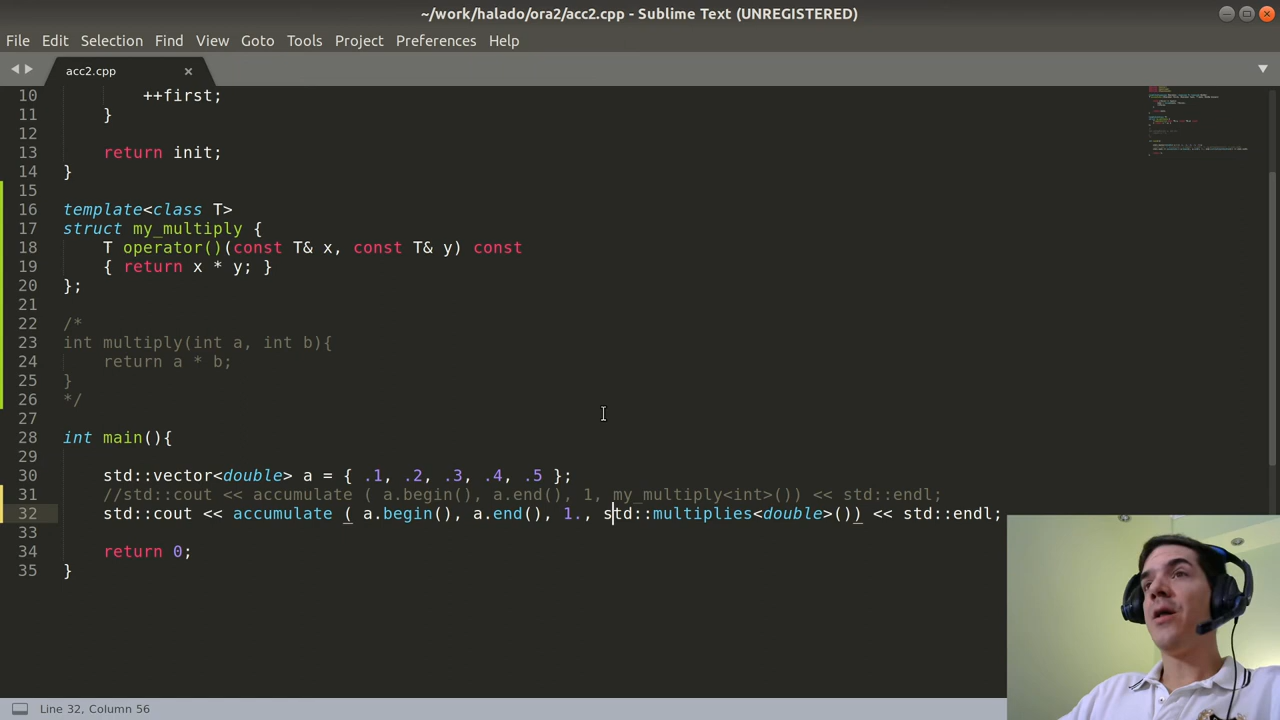 ~/work/halado/ora2/acc2.cpp - Sublime Text (UNREGISTERED)
File Edit Selection Find View Goto Tools Project Preferences Help
acc2.cpp
10 ++first;
11 }
12
13 return init;
14 }
15
16 template<class T>
17 struct my_multiply {
18 T operator()(const T& x, const T& y) const
19 { return x * y; }
20 };
21
22 /*
23 int multiply(int a, int b){
24 return a * b;
25 }
26 */
27
28 int main(){
29
30 std::vector<double> a = { .1, .2, .3, .4, .5 };
31 //std::cout << accumulate ( a.begin(), a.end(), 1, my_multiply<int>()) << std::endl;
32 std::cout << accumulate ( a.begin(), a.end(), 1., std::multiplies<double>()) << std::endl;
33
34 return 0;
35 }
Line 32, Column 56